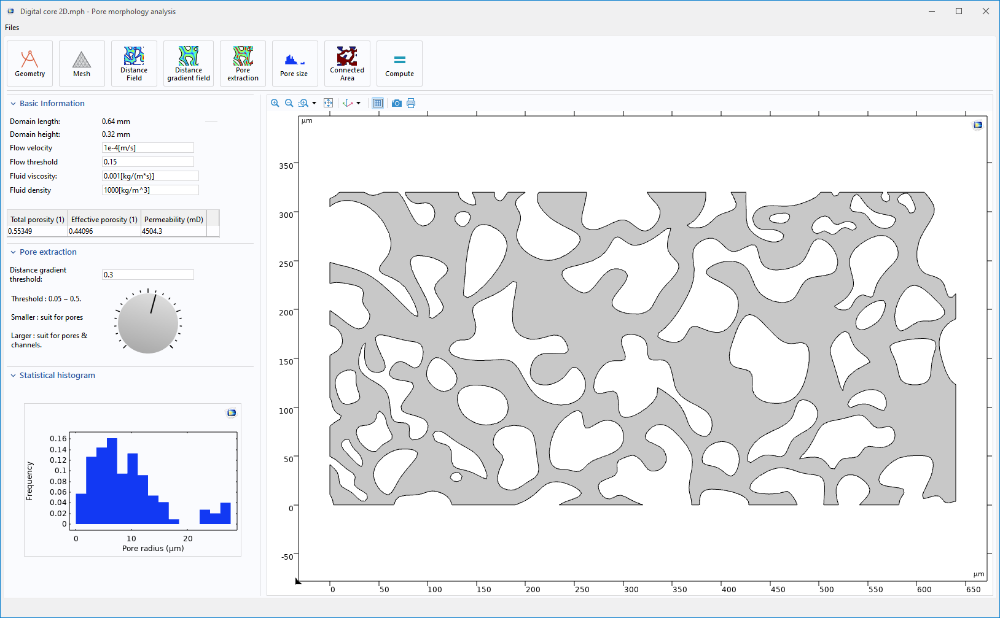 Digital core 2D.mph - Pore morphology analysis
Files
Geometry
Mesh
Distance
Field
Distance
gradient field
Pore
extraction
Pore size
Connected
Area
Compute
Basic Information
Domain length: 0.64 mm
Domain height: 0.32 mm
Flow velocity 1e-4[m/s]
Flow threshold 0.15
Fluid viscosity: 0.001[kg/(m*s)]
Fluid density 1000[kg/m^3]
Total porosity (1) Effective porosity (1) Permeability (mD)
0.55349 0.44096 4504.3
Pore extraction
Distance gradient
threshold: 0.3
Threshold : 0.05 ~ 0.5.
Smaller : suit for pores
Larger : suit for pores &
channels.
Statistical histogram
0.16
0.14
0.12
0.1
0.08
0.06
0.04
0.02
0
Frequency
0 10 20
Pore radius (µm)
µm
350
300
250
200
150
100
50
0
-50
µm
0 50 100 150 200 250 300 350 400 450 500 550 600 650